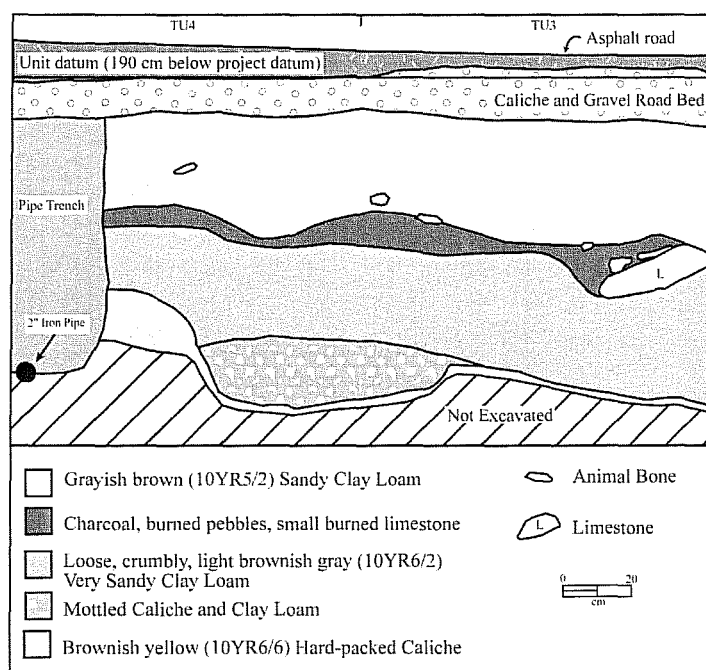 TU4
TU3
Asphalt road
Unit datum (190 cm below project datum)
Caliche and Gravel Road Bed
Pipe Trench
2" Iron Pipe
L
Not Excavated
Grayish brown (10YR5/2) Sandy Clay Loam
Charcoal, burned pebbles, small burned limestone
Loose, crumbly, light brownish gray (10YR6/2)
Very Sandy Clay Loam
Mottled Caliche and Clay Loam
Brownish yellow (10YR6/6) Hard-packed Caliche
Animal Bone
L
Limestone
0
20
cm